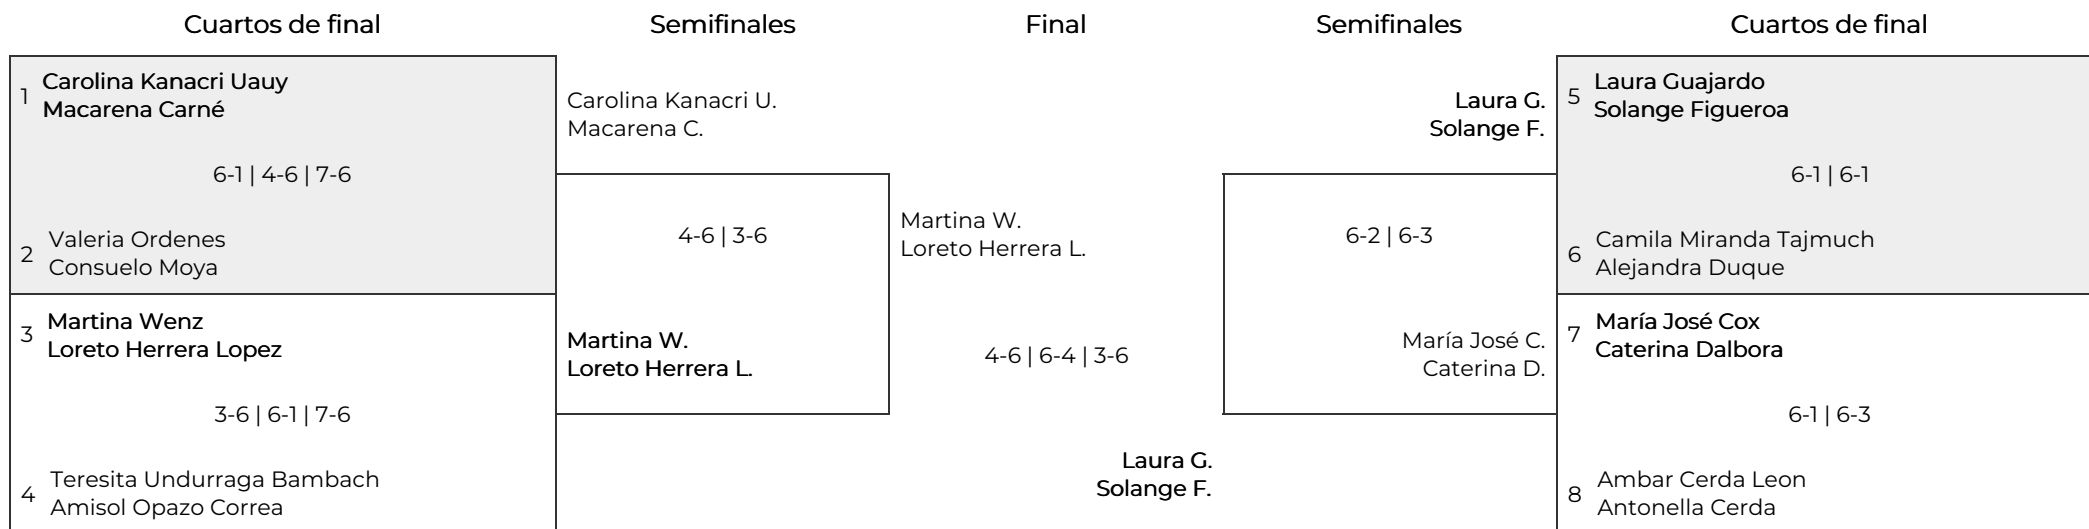 Cuartos de final
Semifinales
Final
Semifinales
Cuartos de final
1
Carolina Kanacri Uauy
Macarena Carné
6-1 | 4-6 | 7-6
2
Valeria Ordenes
Consuelo Moya
3
Martina Wenz
Loreto Herrera Lopez
3-6 | 6-1 | 7-6
4
Teresita Undurraga Bambach
Amisol Opazo Correa
Carolina Kanacri U.
Macarena C.
4-6 | 3-6
Martina W.
Loreto Herrera L.
Martina W.
Loreto Herrera L.
4-6 | 6-4 | 3-6
Laura G.
Solange F.
Laura G.
Solange F.
6-2 | 6-3
María José C.
Caterina D.
5
Laura Guajardo
Solange Figueroa
6-1 | 6-1
6
Camila Miranda Tajmuch
Alejandra Duque
7
María José Cox
Caterina Dalbora
6-1 | 6-3
8
Ambar Cerda Leon
Antonella Cerda